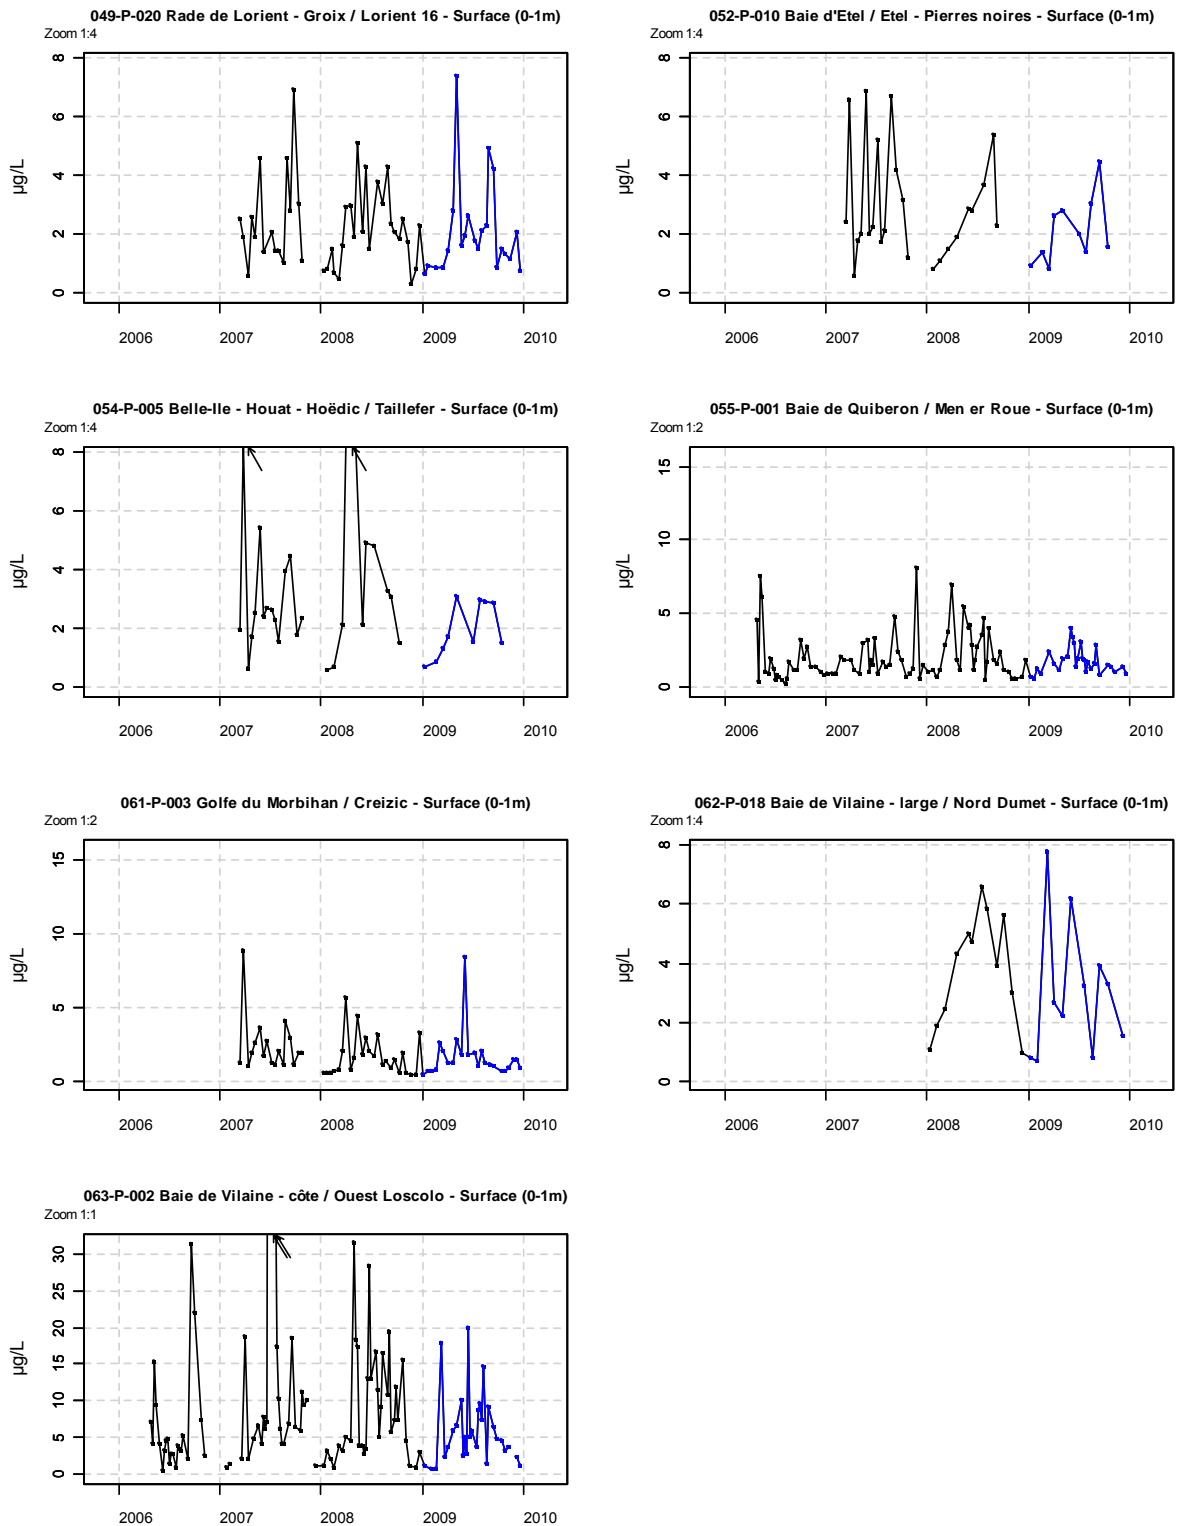 049-P-020 Rade de Lorient - Groix / Lorient 16 - Surface (0-1m)
Zoom 1:4
µg/L
8
6
4
2
0
2006 2007 2008 2009 2010
052-P-010 Baie d'Etel / Etel - Pierres noires - Surface (0-1m)
Zoom 1:4
µg/L
8
6
4
2
0
2006 2007 2008 2009 2010
054-P-005 Belle-Ile - Houat - Hoëdic / Taillefer - Surface (0-1m)
Zoom 1:4
µg/L
8
6
4
2
0
2006 2007 2008 2009 2010
055-P-001 Baie de Quiberon / Men er Roue - Surface (0-1m)
Zoom 1:2
µg/L
15
10
5
0
2006 2007 2008 2009 2010
061-P-003 Golfe du Morbihan / Creizic - Surface (0-1m)
Zoom 1:2
µg/L
15
10
5
0
2006 2007 2008 2009 2010
062-P-018 Baie de Vilaine - large / Nord Dumet - Surface (0-1m)
Zoom 1:4
µg/L
8
6
4
2
0
2006 2007 2008 2009 2010
063-P-002 Baie de Vilaine - côte / Ouest Loscolo - Surface (0-1m)
Zoom 1:1
µg/L
30
25
20
15
10
5
0
2006 2007 2008 2009 2010